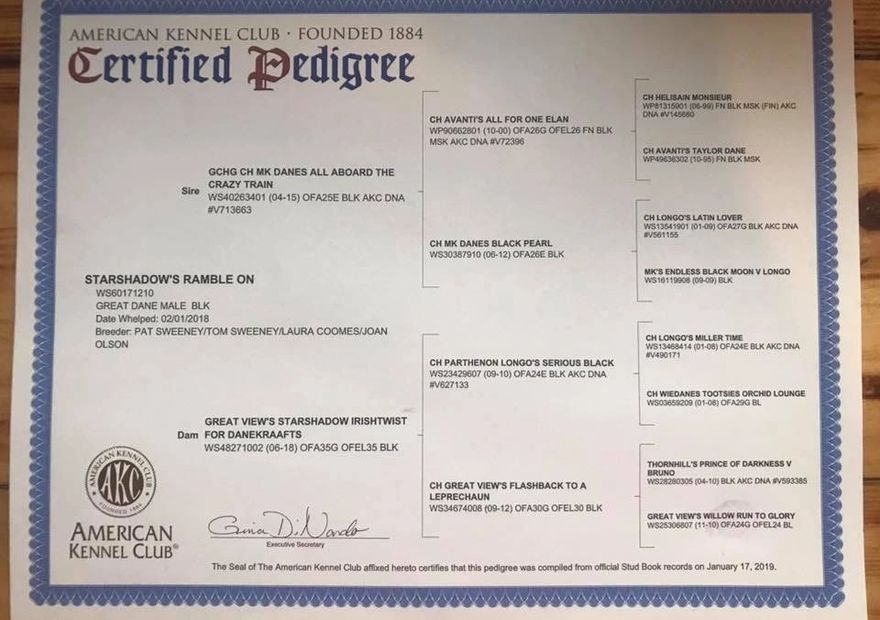 AMERICAN KENNEL CLUB · FOUNDED 1884
Certified Pedigree
CH HELISAIN MONSIEUR
WP81315901 (06-99) FN BLK MSK (FIN) AKC
DNA #V145660
CH AVANTI'S ALL FOR ONE ELAN
WP90662801 (10-00) OFA26G OFEL26 FN BLK
MSK AKC DNA #V72396
CH AVANTI'S TAYLOR DANE
WP49636302 (10-95) FN BLK MSK
Sire
GCHG CH MK DANES ALL ABOARD THE
CRAZY TRAIN
WS40263401 (04-15) OFA25E BLK AKC DNA
#V713663
CH LONGO'S LATIN LOVER
WS13541901 (01-09) OFA27G BLK AKC DNA
#V561155
CH MK DANES BLACK PEARL
WS30387910 (06-12) OFA26E BLK
MK'S ENDLESS BLACK MOON V LONGO
WS16119908 (09-09) BLK
STARSHADOW'S RAMBLE ON
WS60171210
GREAT DANE MALE BLK
Date Whelped: 02/01/2018
Breeder: PAT SWEENEY/TOM SWEENEY/LAURA COOMES/JOAN
OLSON
CH LONGO'S MILLER TIME
WS13468414 (01-08) OFA24E BLK AKC DNA
#V490171
CH PARTHENON LONGO'S SERIOUS BLACK
WS23429607 (09-10) OFA24E BLK AKC DNA
#V627133
CH WIEDANES TOOTSIES ORCHID LOUNGE
WS03659209 (01-08) OFA29G BL
Dam
GREAT VIEW'S STARSHADOW IRISHTWIST
FOR DANEKRAAFTS
WS48271002 (06-18) OFA35G OFEL35 BLK
THORNHILL'S PRINCE OF DARKNESS V
BRUNO
WS28280305 (04-10) BLK AKC DNA #V593385
CH GREAT VIEW'S FLASHBACK TO A
LEPRECHAUN
WS34674008 (09-12) OFA30G OFEL30 BLK
GREAT VIEW'S WILLOW RUN TO GLORY
WS25306807 (11-10) OFA24G OFEL24 BL
AMERICAN KENNEL CLUB
AKC
FOUNDED 1884
AMERICAN
KENNEL CLUB®
Gina DiNardo
Executive Secretary
The Seal of The American Kennel Club affixed hereto certifies that this pedigree was compiled from official Stud Book records on January 17, 2019.